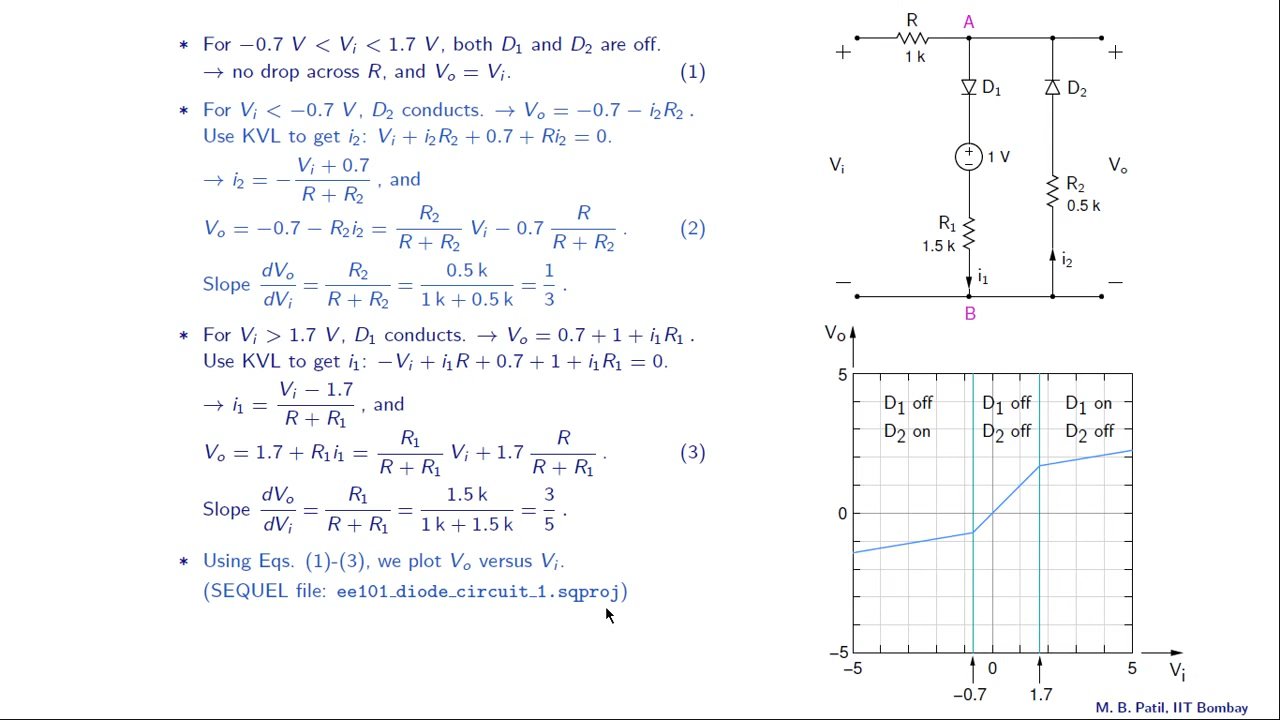 * For −0.7 V < Vᵢ < 1.7 V, both D₁ and D₂ are off.
→ no drop across R, and Vₒ = Vᵢ. (1)
* For Vᵢ < −0.7 V, D₂ conducts. → Vₒ = −0.7 − i₂R₂ .
Use KVL to get i₂: Vᵢ + i₂R₂ + 0.7 + Ri₂ = 0.
→ i₂ = − (Vᵢ + 0.7)/(R + R₂) , and
Vₒ = −0.7 − R₂i₂ = R₂/(R + R₂) Vᵢ − 0.7 R/(R + R₂) . (2)
Slope dVₒ/dVᵢ = R₂/(R + R₂) = 0.5 k/(1 k + 0.5 k) = 1/3 .
* For Vᵢ > 1.7 V, D₁ conducts. → Vₒ = 0.7 + 1 + i₁R₁ .
Use KVL to get i₁: −Vᵢ + i₁R + 0.7 + 1 + i₁R₁ = 0.
→ i₁ = (Vᵢ − 1.7)/(R + R₁) , and
Vₒ = 1.7 + R₁i₁ = R₁/(R + R₁) Vᵢ + 1.7 R/(R + R₁) . (3)
Slope dVₒ/dVᵢ = R₁/(R + R₁) = 1.5 k/(1 k + 1.5 k) = 3/5 .
* Using Eqs. (1)-(3), we plot Vₒ versus Vᵢ.
(SEQUEL file: ee101_diode_circuit_1.sqproj)
R
1 k
A
+
+
D₁
D₂
+
−
1 V
Vᵢ
Vₒ
R₂
0.5 k
R₁
1.5 k
i₂
i₁
−
−
B
Vₒ
5
D₁ off
D₂ on
D₁ off
D₂ off
D₁ on
D₂ off
0
−5
−5
0
5
Vᵢ
−0.7
1.7
M. B. Patil, IIT Bombay